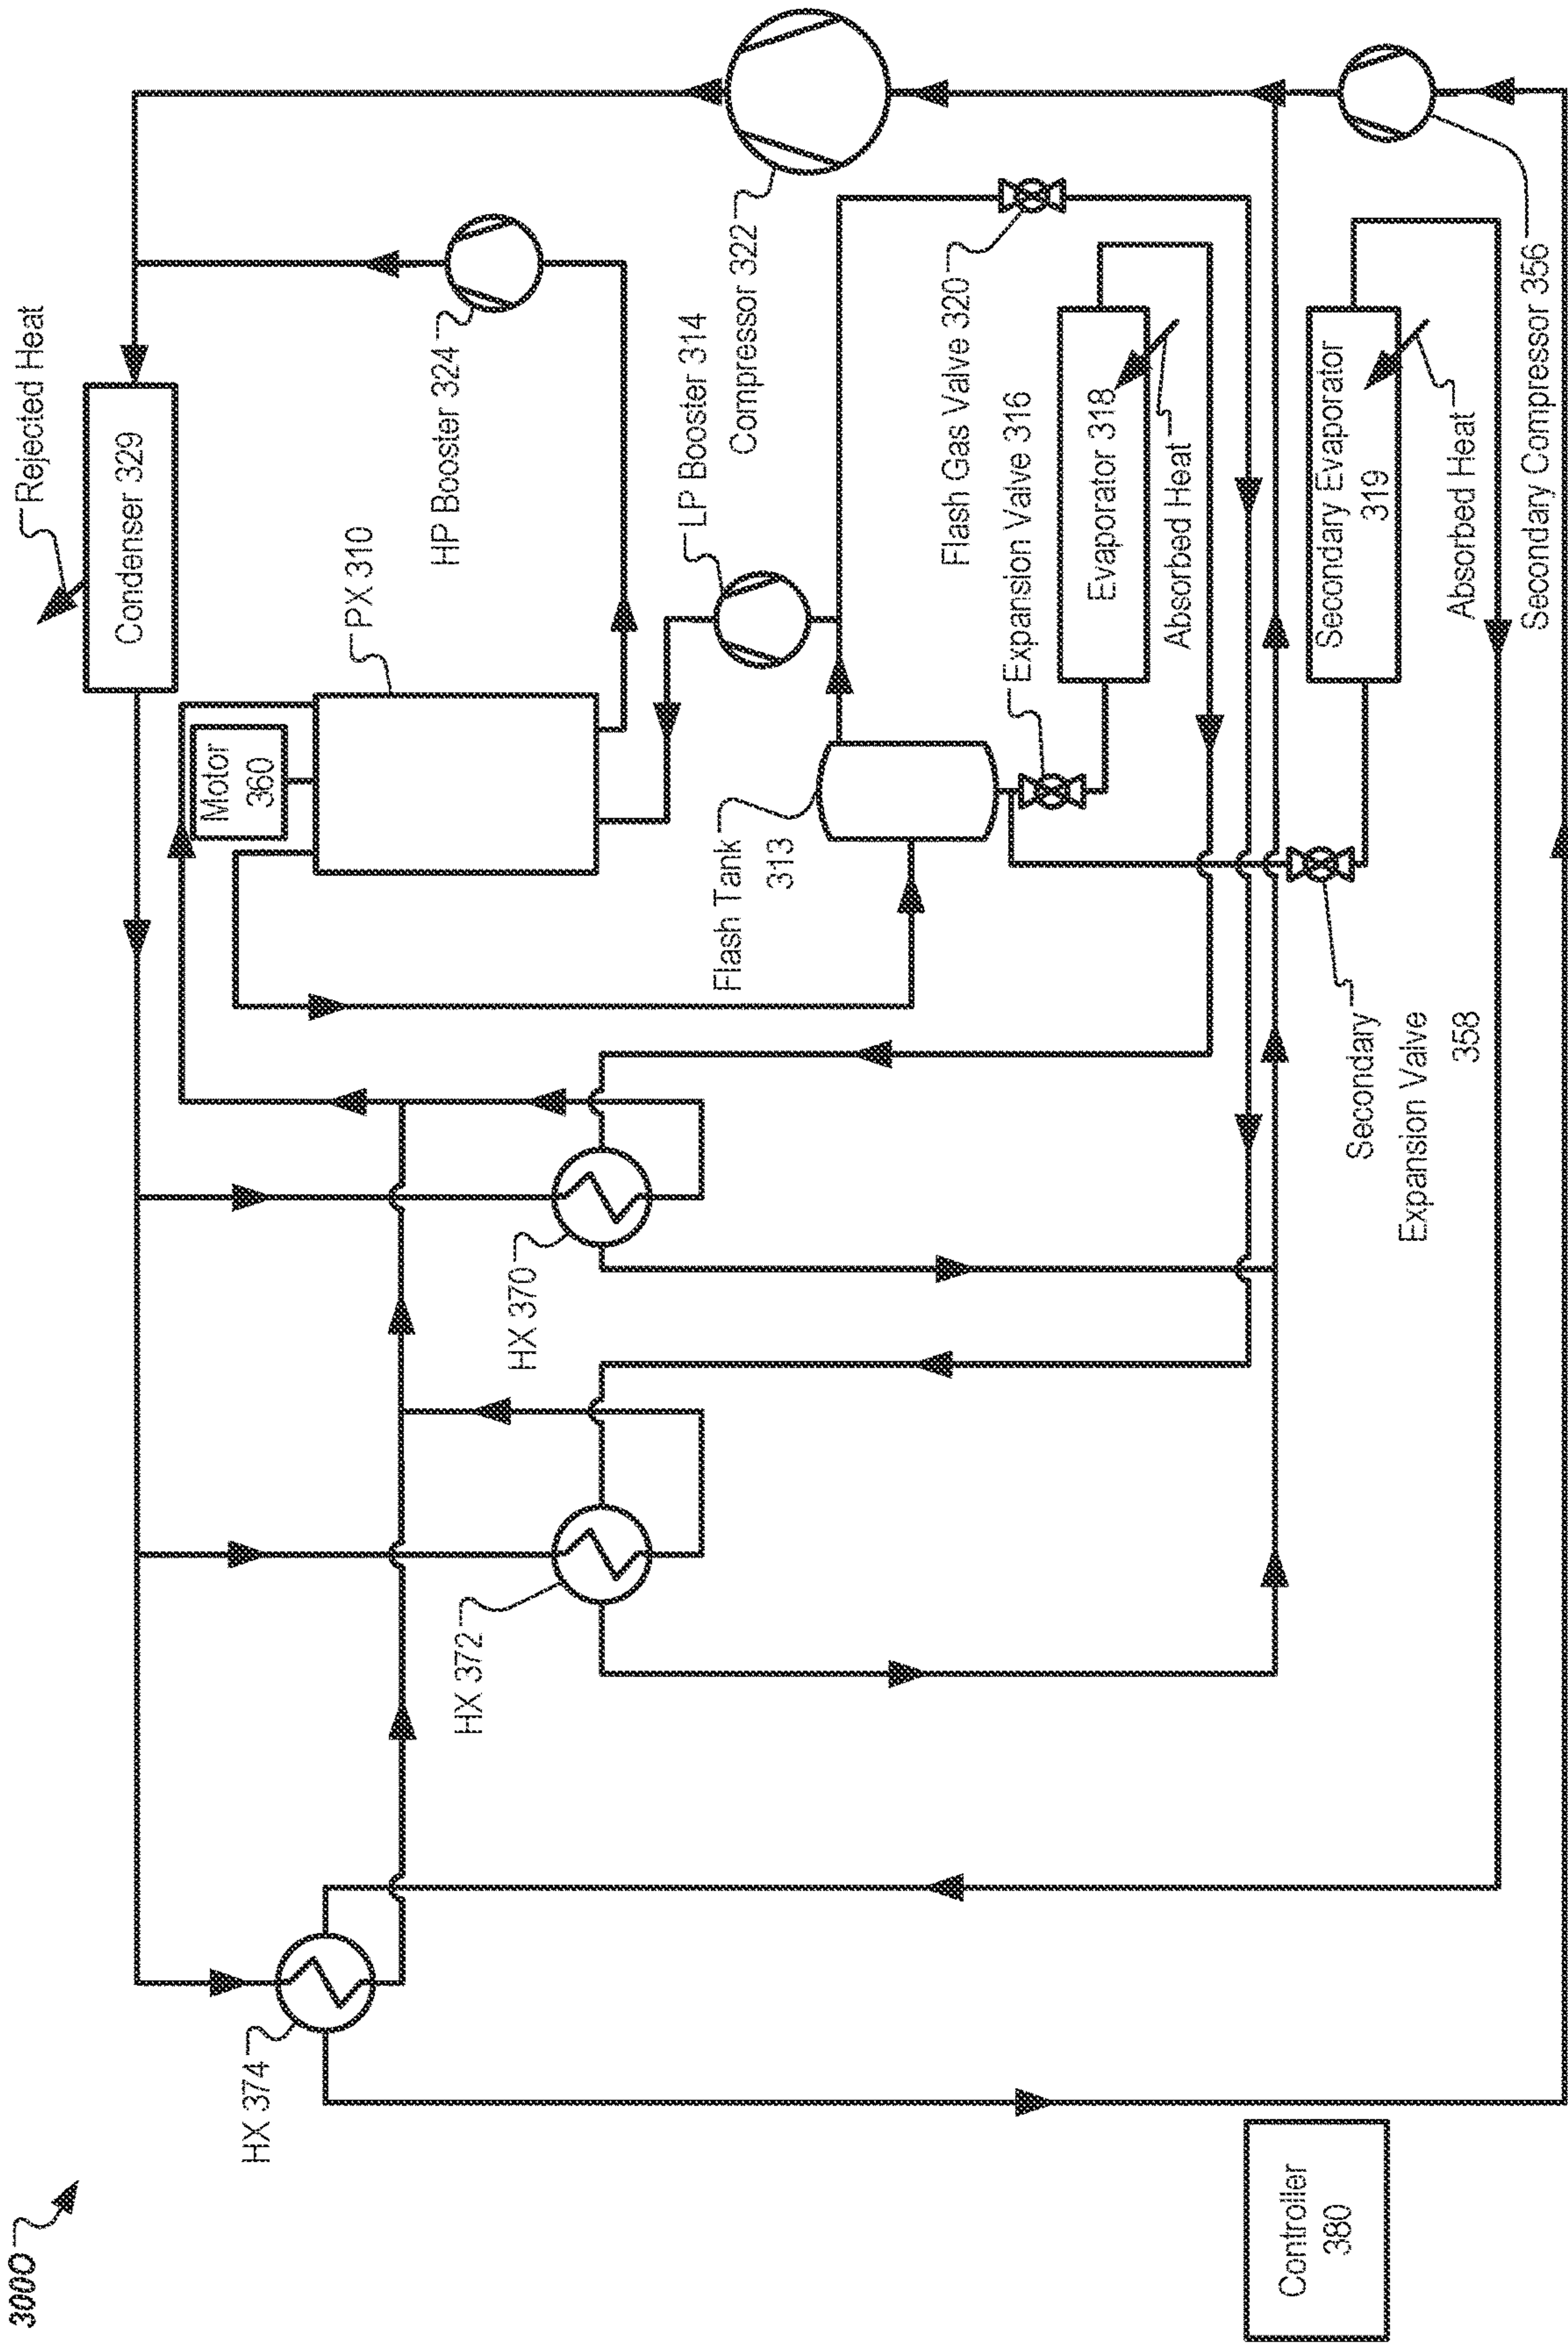 300O
Rejected Heat
Condenser 329
HP Booster 324
PX 310
Motor
360
LP Booster 314
Compressor 322
Flash Tank
313
Flash Gas Valve 320
Expansion Valve 316
Evaporator 318
Absorbed Heat
Secondary Evaporator
319
Absorbed Heat
Secondary Compressor 356
Secondary
Expansion Valve
358
HX 370
HX 372
HX 374
Controller
380